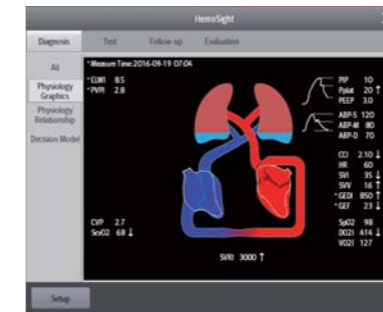 HemoSight
Diagnosis Test Follow-up Evaluation
All
Physiology
Graphics
Physiology
Relationship
Decision Model
*Measure Time:2016-09-19 07:04
*ELWI 8.5
*PVPI 2.8
CVP 2.7
ScvO2 68 ↓
SVRI 3000 ↑
PIP 10
Pplat 20 ↑
PEEP 3.0
ABP-S 120
ABP-M 80
ABP-D 70
CCI 2.10 ↓
HR 60
SVI 35 ↓
SVV 16 ↑
*GEDI 850 ↑
*GEF 23 ↓
SpO2 98
DO2I 414 ↓
VO2I 127
Setup